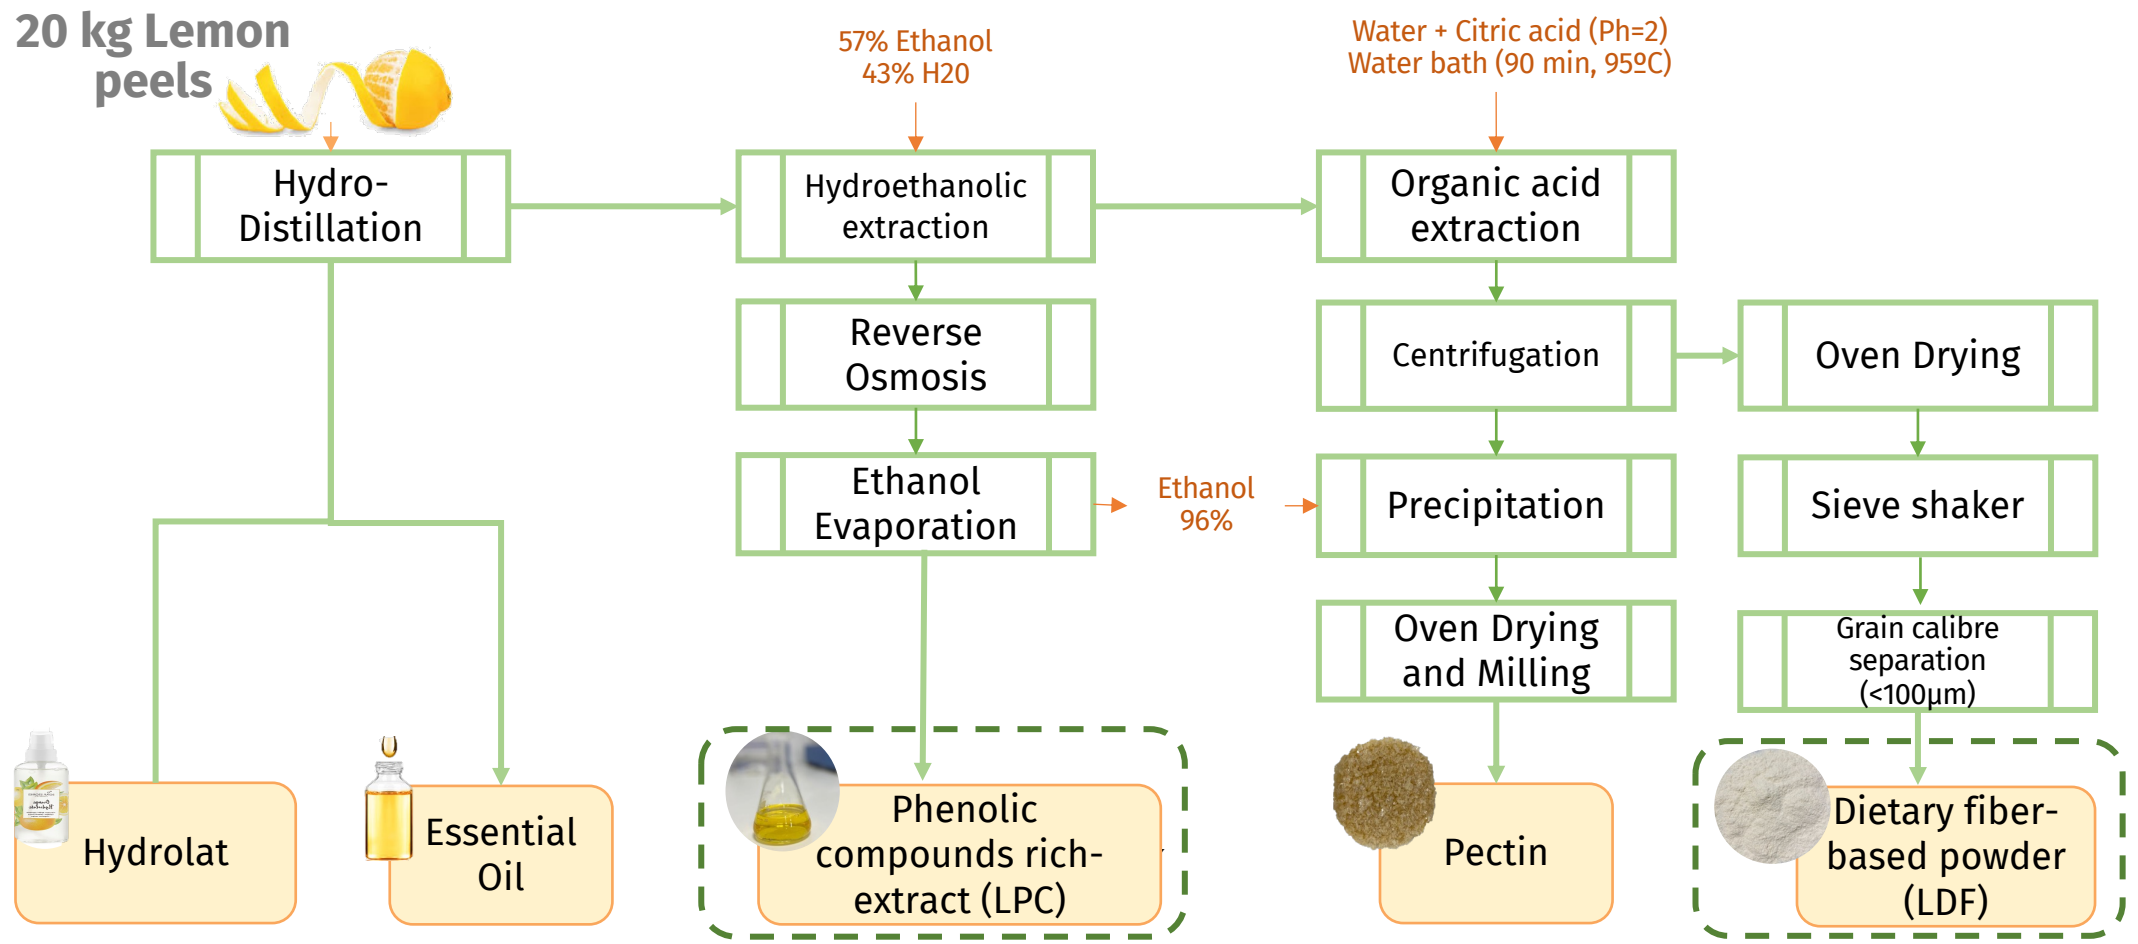 20 kg Lemon
peels
57% Ethanol
43% H20
Water + Citric acid (Ph=2)
Water bath (90 min, 95ºC)
Hydro-
Distillation
Hydroethanolic
extraction
Organic acid
extraction
Reverse
Osmosis
Centrifugation
Oven Drying
Ethanol
Evaporation
Ethanol
96%
Precipitation
Sieve shaker
Oven Drying
and Milling
Grain calibre
separation
(<100µm)
Hydrolat
Essential
Oil
Phenolic
compounds rich-
extract (LPC)
Pectin
Dietary fiber-
based powder
(LDF)